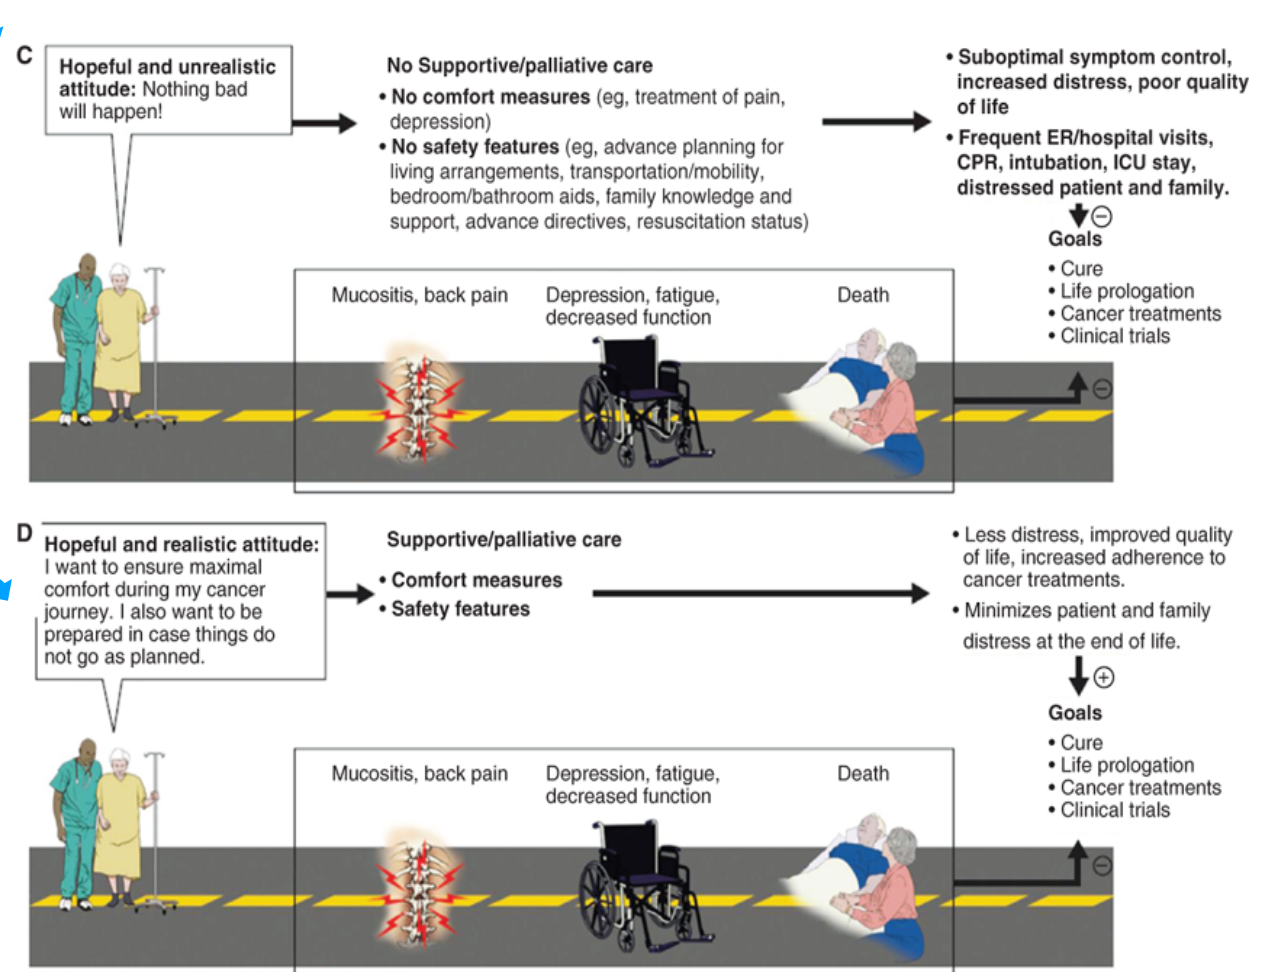 C
Hopeful and unrealistic
attitude: Nothing bad
will happen!
No Supportive/palliative care
• No comfort measures (eg, treatment of pain,
depression)
• No safety features (eg, advance planning for
living arrangements, transportation/mobility,
bedroom/bathroom aids, family knowledge and
support, advance directives, resuscitation status)
• Suboptimal symptom control,
increased distress, poor quality
of life
• Frequent ER/hospital visits,
CPR, intubation, ICU stay,
distressed patient and family.
−
Goals
• Cure
• Life prologation
• Cancer treatments
• Clinical trials
Mucositis, back pain
Depression, fatigue,
decreased function
Death
−
D
Hopeful and realistic attitude:
I want to ensure maximal
comfort during my cancer
journey. I also want to be
prepared in case things do
not go as planned.
Supportive/palliative care
• Comfort measures
• Safety features
• Less distress, improved quality
of life, increased adherence to
cancer treatments.
• Minimizes patient and family
distress at the end of life.
+
Goals
• Cure
• Life prologation
• Cancer treatments
• Clinical trials
Mucositis, back pain
Depression, fatigue,
decreased function
Death
−